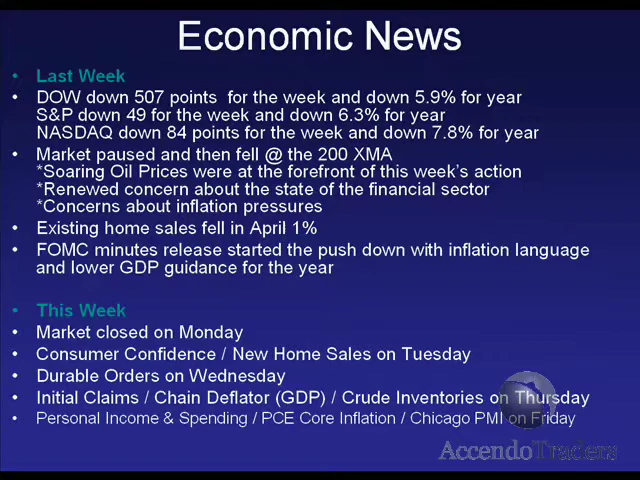 Economic News
• Last Week
• DOW down 507 points for the week and down 5.9% for year
S&P down 49 for the week and down 6.3% for year
NASDAQ down 84 points for the week and down 7.8% for year
• Market paused and then fell @ the 200 XMA
*Soaring Oil Prices were at the forefront of this week's action
*Renewed concern about the state of the financial sector
*Concerns about inflation pressures
• Existing home sales fell in April 1%
• FOMC minutes release started the push down with inflation language
and lower GDP guidance for the year
• This Week
• Market closed on Monday
• Consumer Confidence / New Home Sales on Tuesday
• Durable Orders on Wednesday
• Initial Claims / Chain Deflator (GDP) / Crude Inventories on Thursday
• Personal Income & Spending / PCE Core Inflation / Chicago PMI on Friday
AccendoTraders